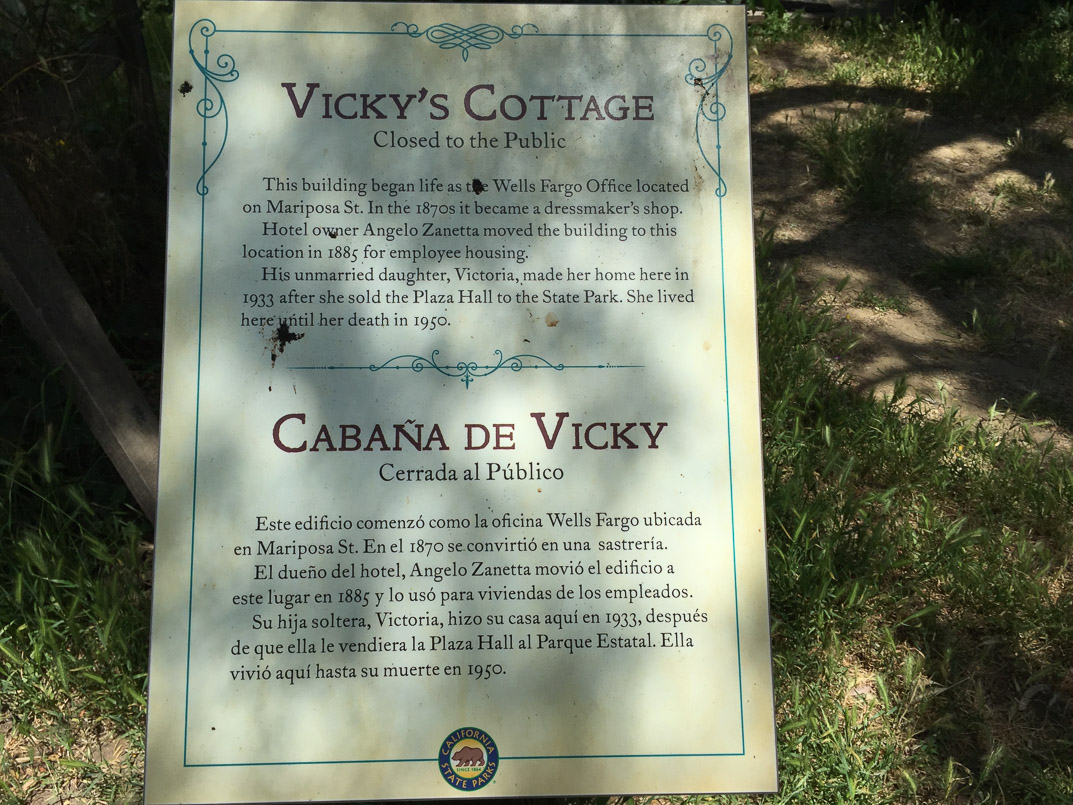 Vicky's Cottage
Closed to the Public
This building began life as the Wells Fargo Office located
on Mariposa St. In the 1870s it became a dressmaker's shop.
Hotel owner Angelo Zanetta moved the building to this
location in 1885 for employee housing.
His unmarried daughter, Victoria, made her home here in
1933 after she sold the Plaza Hall to the State Park. She lived
here until her death in 1950.
Cabaña de Vicky
Cerrada al Público
Este edificio comenzó como la oficina Wells Fargo ubicada
en Mariposa St. En el 1870 se convirtió en una sastrería.
El dueño del hotel, Angelo Zanetta movió el edificio a
este lugar en 1885 y lo usó para viviendas de los empleados.
Su hija soltera, Victoria, hizo su casa aquí en 1933, después
de que ella le vendiera la Plaza Hall al Parque Estatal. Ella
vivió aquí hasta su muerte en 1950.
CALIFORNIA
SINCE 1864
STATE PARKS